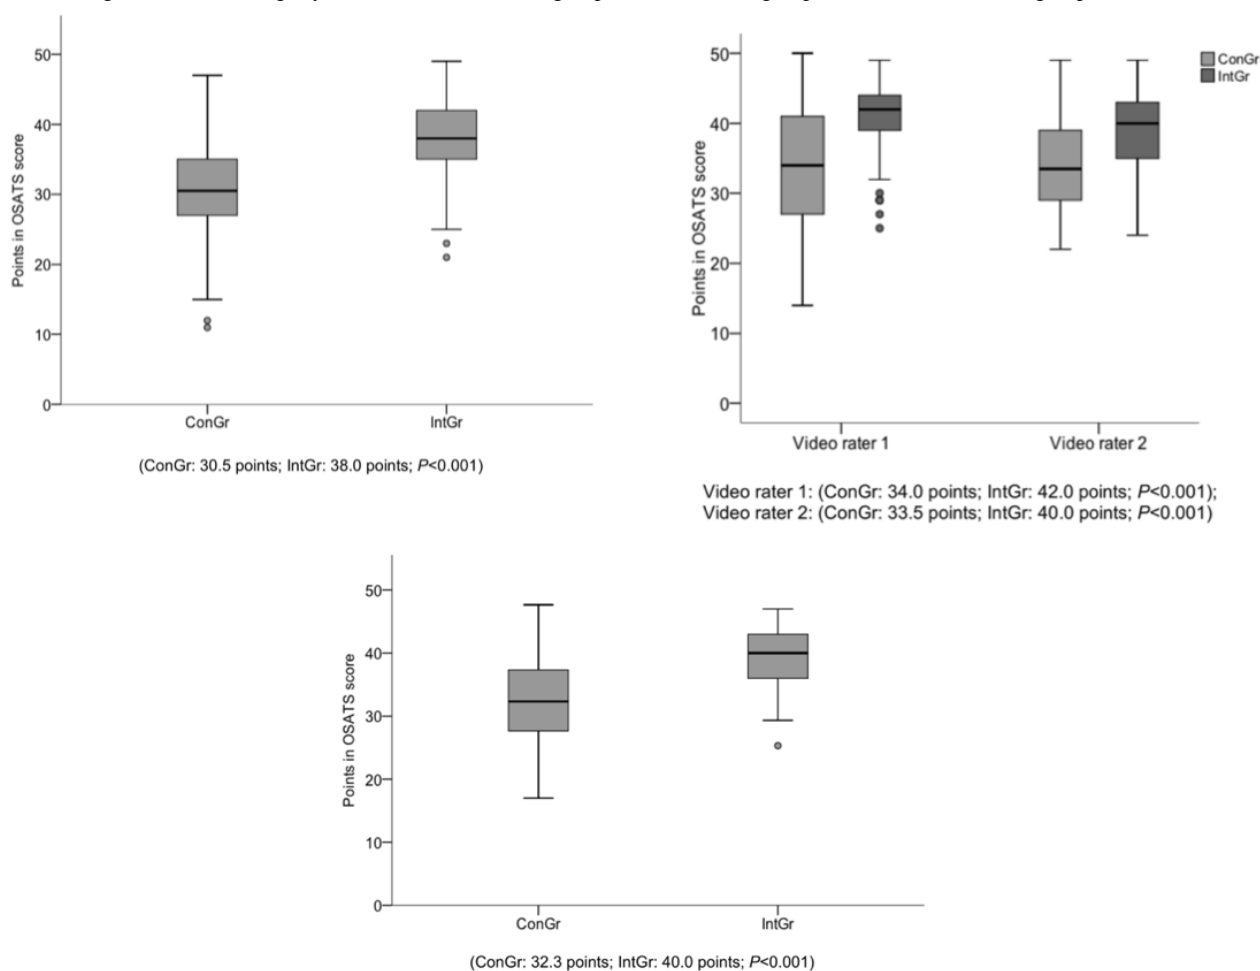 50
40
30
20
10
0
Points in OSATS score
ConGr
IntGr
(ConGr: 30.5 points; IntGr: 38.0 points; P<0.001)
50
40
30
20
10
0
Points in OSATS score
ConGr
IntGr
Video rater 1
Video rater 2
Video rater 1: (ConGr: 34.0 points; IntGr: 42.0 points; P<0.001);
Video rater 2: (ConGr: 33.5 points; IntGr: 40.0 points; P<0.001)
50
40
30
20
10
0
Points in OSATS score
ConGr
IntGr
(ConGr: 32.3 points; IntGr: 40.0 points; P<0.001)